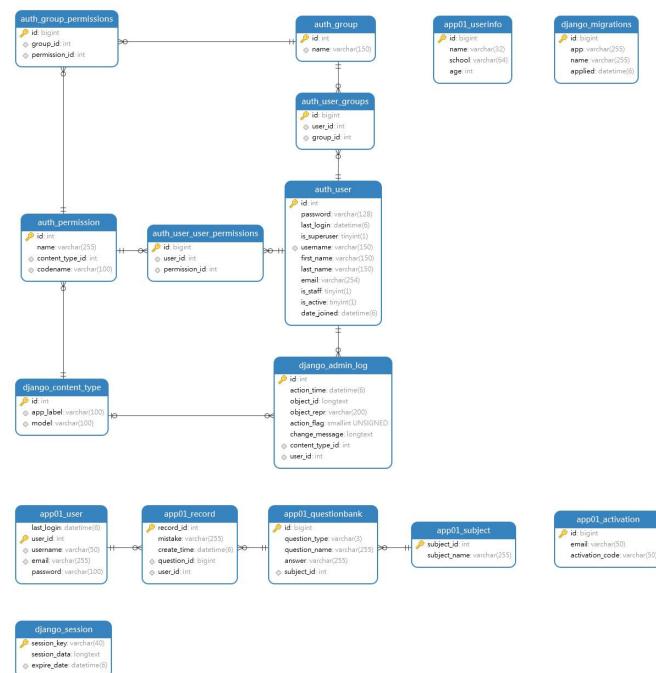 auth_group_permissions
id: bigint
group_id: int
permission_id: int
auth_group
id: int
name: varchar(150)
app01_userinfo
id: bigint
name: varchar(32)
school: varchar(64)
age: int
django_migrations
id: bigint
app: varchar(255)
name: varchar(255)
applied: datetime(6)
auth_user_groups
id: bigint
user_id: int
group_id: int
auth_permission
id: int
name: varchar(255)
content_type_id: int
codename: varchar(100)
auth_user_user_permissions
id: bigint
user_id: int
permission_id: int
auth_user
id: int
password: varchar(128)
last_login: datetime(6)
is_superuser: tinyint(1)
username: varchar(150)
first_name: varchar(150)
last_name: varchar(150)
email: varchar(254)
is_staff: tinyint(1)
is_active: tinyint(1)
date_joined: datetime(6)
django_content_type
id: int
app_label: varchar(100)
model: varchar(100)
django_admin_log
id: int
action_time: datetime(6)
object_id: longtext
object_repr: varchar(200)
action_flag: smallint UNSIGNED
change_message: longtext
content_type_id: int
user_id: int
app01_user
last_login: datetime(6)
user_id: int
username: varchar(50)
email: varchar(255)
password: varchar(100)
app01_record
record_id: int
mistake: varchar(255)
create_time: datetime(6)
question_id: bigint
user_id: int
app01_questionbank
id: bigint
question_type: varchar(3)
question_name: varchar(255)
answer: varchar(255)
subject_id: int
app01_subject
subject_id: int
subject_name: varchar(255)
app01_activation
id: bigint
email: varchar(50)
activation_code: varchar(50)
django_session
session_key: varchar(40)
session_data: longtext
expire_date: datetime(6)